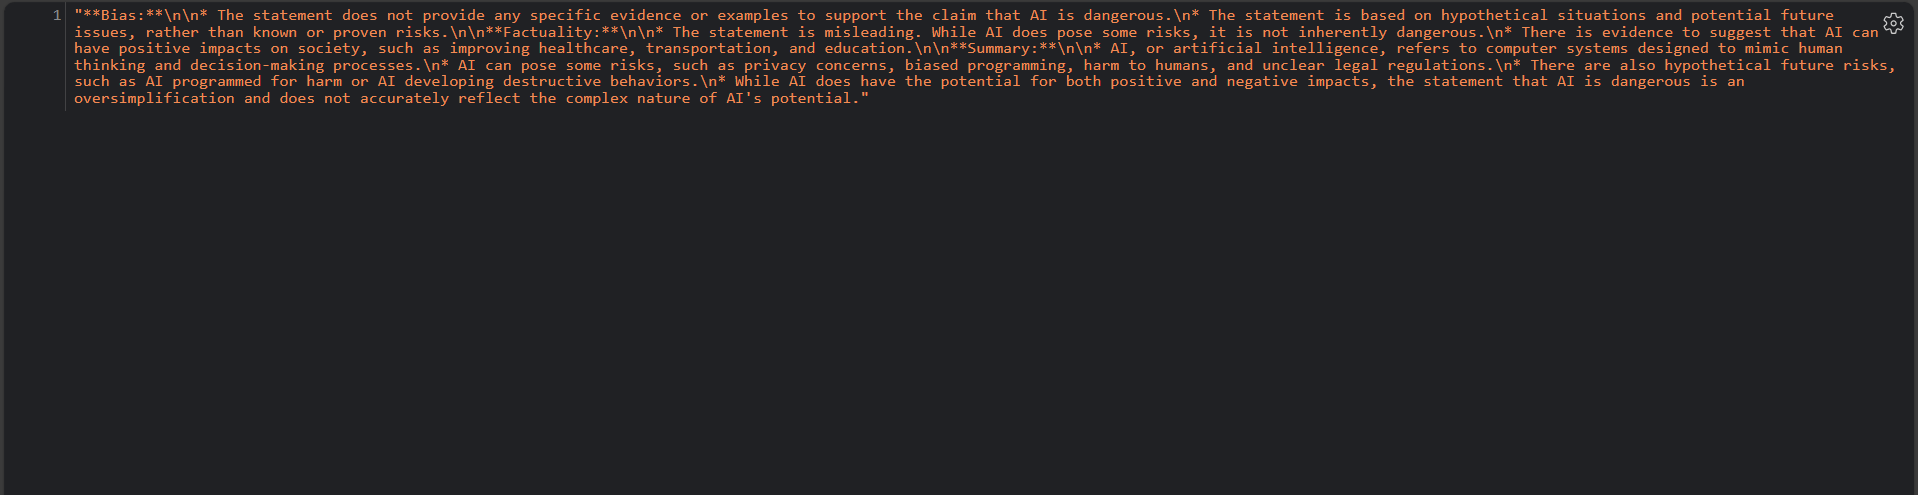 1 "**Bias:**\n\n* The statement does not provide any specific evidence or examples to support the claim that AI is dangerous.\n* The statement is based on hypothetical situations and potential future
issues, rather than known or proven risks.\n\n**Factuality:**\n\n* The statement is misleading. While AI does pose some risks, it is not inherently dangerous.\n* There is evidence to suggest that AI can
have positive impacts on society, such as improving healthcare, transportation, and education.\n\n**Summary:**\n\n* AI, or artificial intelligence, refers to computer systems designed to mimic human
thinking and decision-making processes.\n* AI can pose some risks, such as privacy concerns, biased programming, harm to humans, and unclear legal regulations.\n* There are also hypothetical future risks,
such as AI programmed for harm or AI developing destructive behaviors.\n* While AI does have the potential for both positive and negative impacts, the statement that AI is dangerous is an
oversimplification and does not accurately reflect the complex nature of AI's potential."